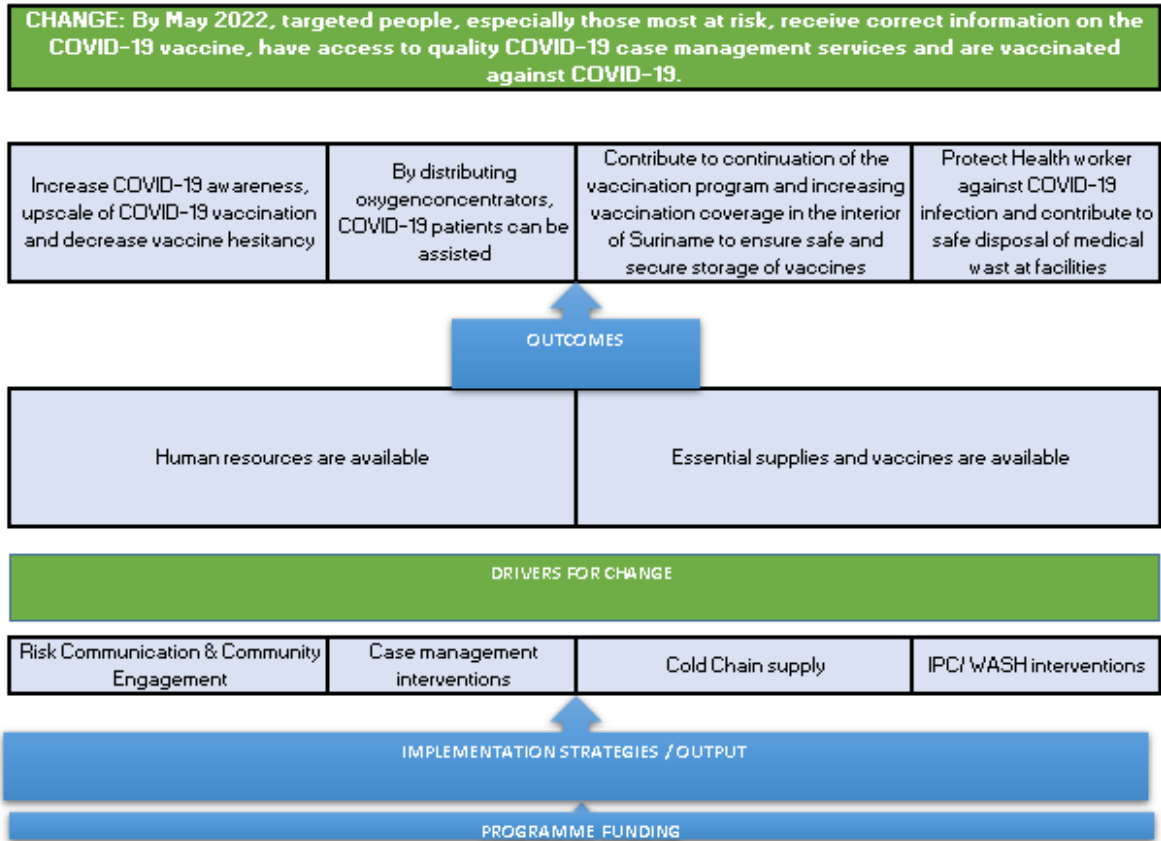 CHANGE: By May 2022, targeted people, especially those most at risk, receive correct information on the
COVID-19 vaccine, have access to quality COVID-19 case management services and are vaccinated
against COVID-19.
Increase COVID-19 awareness,
upscale of COVID-19 vaccination
and decrease vaccine hesitancy
By distributing
oxygenconcentrators,
COVID-19 patients can be
assisted
Contribute to continuation of the
vaccination program and increasing
vaccination coverage in the interior
of Suriname to ensure safe and
secure storage of vaccines
Protect Health worker
against COVID-19
infection and contribute to
safe disposal of medical
wast at facilities
OUTCOMES
Human resources are available
Essential supplies and vaccines are available
DRIVERS FOR CHANGE
Risk Communication & Community
Engagement
Case management
interventions
Cold Chain supply
IPC/ WASH interventions
IMPLEMENTATION STRATEGIES / OUTPUT
PROGRAMME FUNDING